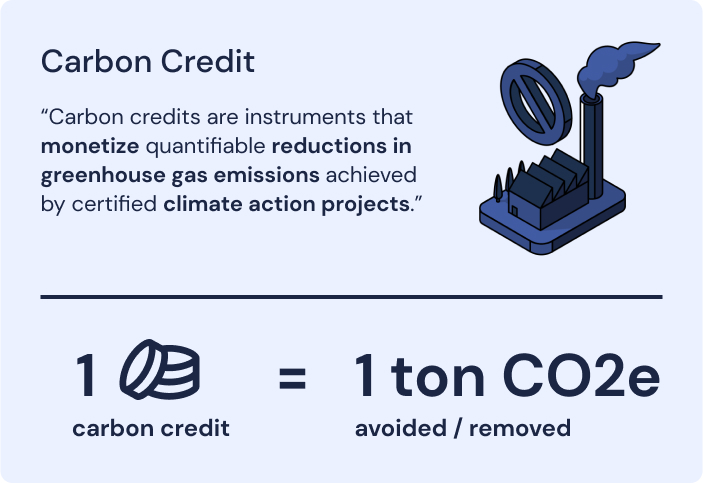 Carbon Credit
“Carbon credits are instruments that
monetize quantifiable reductions in
greenhouse gas emissions achieved
by certified climate action projects.”
1 = 1 ton CO2e
carbon credit avoided / removed